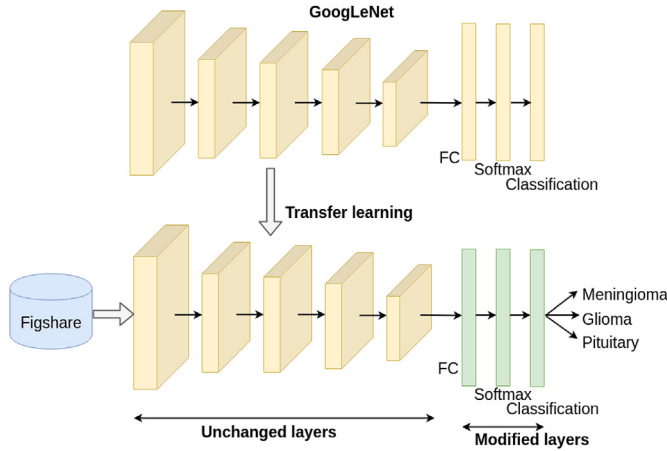 GoogLeNet
FC
Softmax
Classification
Transfer learning
Figshare
Meningioma
Glioma
Pituitary
FC
Softmax
Classification
Unchanged layers
Modified layers